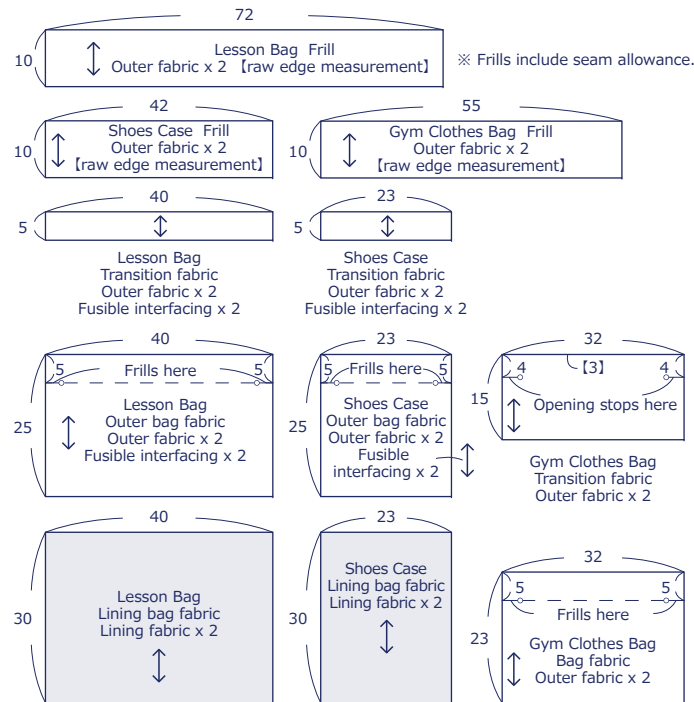 72
10
Lesson Bag Frill
Outer fabric x 2 【raw edge measurement】
※ Frills include seam allowance.
42
10
Shoes Case  Frill
Outer fabric x 2
【raw edge measurement】
55
10
Gym Clothes Bag  Frill
Outer fabric x 2
【raw edge measurement】
40
5
Lesson Bag
Transition fabric
Outer fabric x 2
Fusible interfacing x 2
23
5
Shoes Case
Transition fabric
Outer fabric x 2
Fusible interfacing x 2
40
5 Frills here 5
25
Lesson Bag
Outer bag fabric
Outer fabric x 2
Fusible interfacing x 2
23
5 Frills here 5
25
Shoes Case
Outer bag fabric
Outer fabric x 2
Fusible
interfacing x 2
32
【3】
4 4
15
Opening stops here
Gym Clothes Bag
Transition fabric
Outer fabric x 2
40
30
Lesson Bag
Lining bag fabric
Lining fabric x 2
23
30
Shoes Case
Lining bag fabric
Lining fabric x 2
32
5 5
Frills here
23
Gym Clothes Bag
Bag fabric
Outer fabric x 2